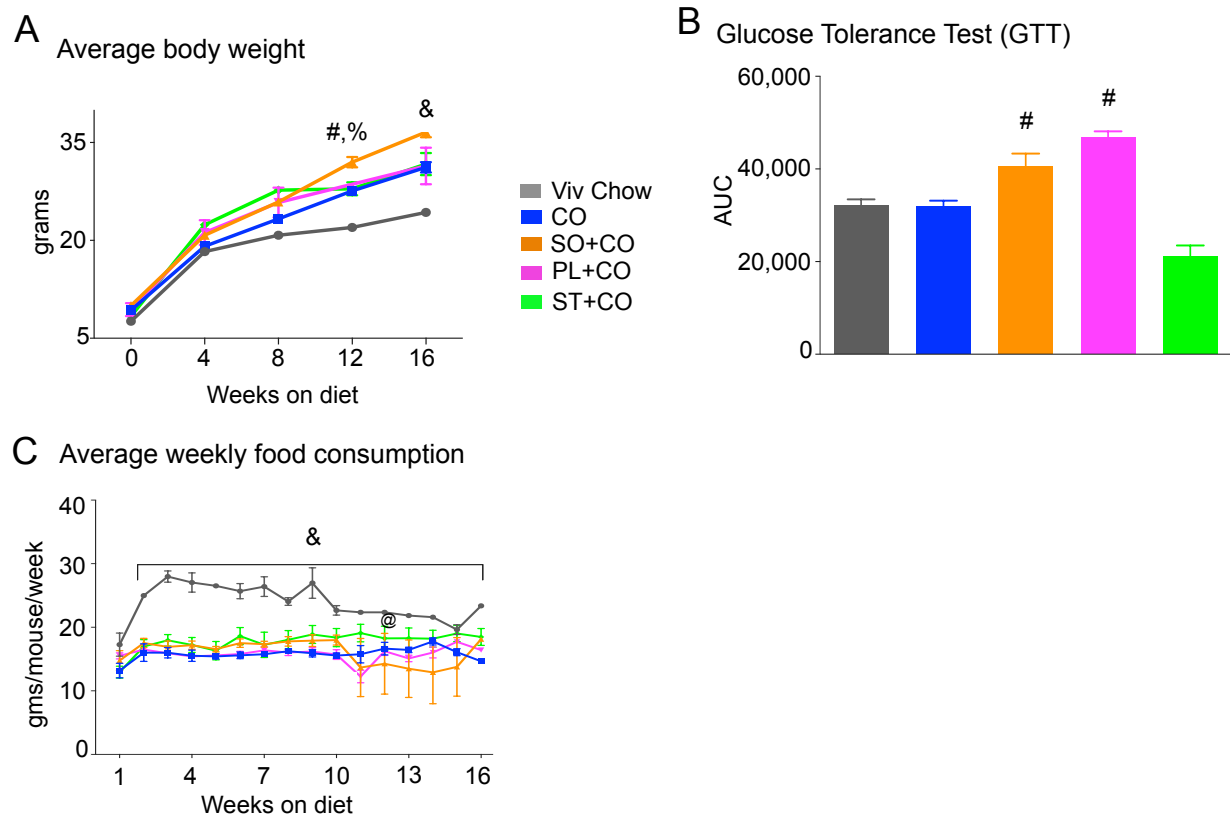 A
Average body weight
#,%
&
35
20
5
grams
0 4 8 12 16
Weeks on diet
Viv Chow
CO
SO+CO
PL+CO
ST+CO
B
Glucose Tolerance Test (GTT)
60,000
40,000
20,000
0
AUC
#
#
C
Average weekly food consumption
40
30
20
10
0
gms/mouse/week
&
@
1 4 7 10 13 16
Weeks on diet